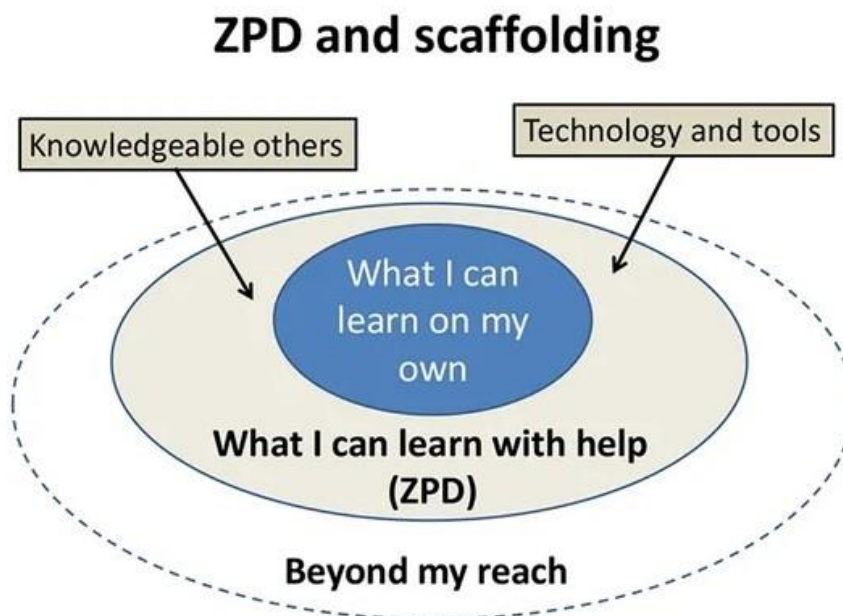 ZPD and scaffolding
Knowledgeable others
Technology and tools
What I can
learn on my
own
What I can learn with help
(ZPD)
Beyond my reach